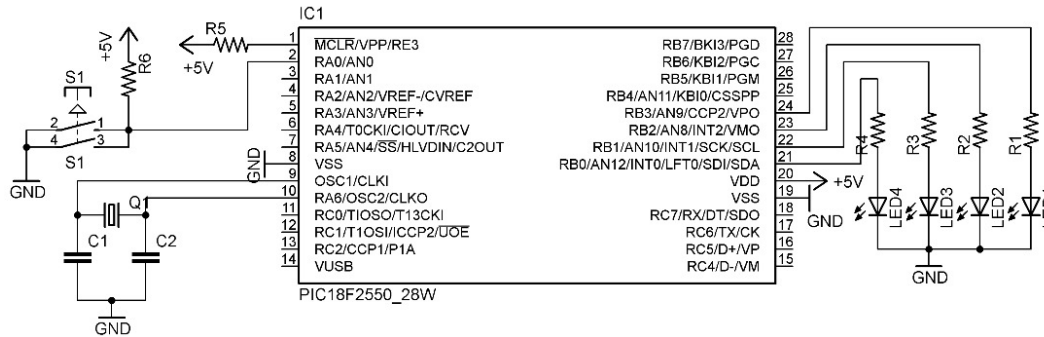 IC1
+5V
R6
R5
+5V
S1
2 1
4 3
S1
GND
GND
Q1
C1 C2
GND
1 MCLR/VPP/RE3
2 RA0/AN0
3 RA1/AN1
4 RA2/AN2/VREF-/CVREF
5 RA3/AN3/VREF+
6 RA4/T0CKI/CIOUT/RCV
7 RA5/AN4/SS/HLVDIN/C2OUT
8 VSS
9 OSC1/CLKI
10 RA6/OSC2/CLKO
11 RC0/TIOSO/T13CKI
12 RC1/T1OSI/ICCP2/UOE
13 RC2/CCP1/P1A
14 VUSB
RB7/BKI3/PGD 28
RB6/KBI2/PGC 27
RB5/KBI1/PGM 26
RB4/AN11/KBI0/CSSPP 25
RB3/AN9/CCP2/VPO 24
RB2/AN8/INT2/VMO 23
RB1/AN10/INT1/SCK/SCL 22
RB0/AN12/INT0/LFT0/SDI/SDA 21
VDD 20
VSS 19
RC7/RX/DT/SDO 18
RC6/TX/CK 17
RC5/D+/VP 16
RC4/D-/VM 15
PIC18F2550_28W
+5V
GND
R4
R3
R2
R1
LED4
LED3
LED2
GND